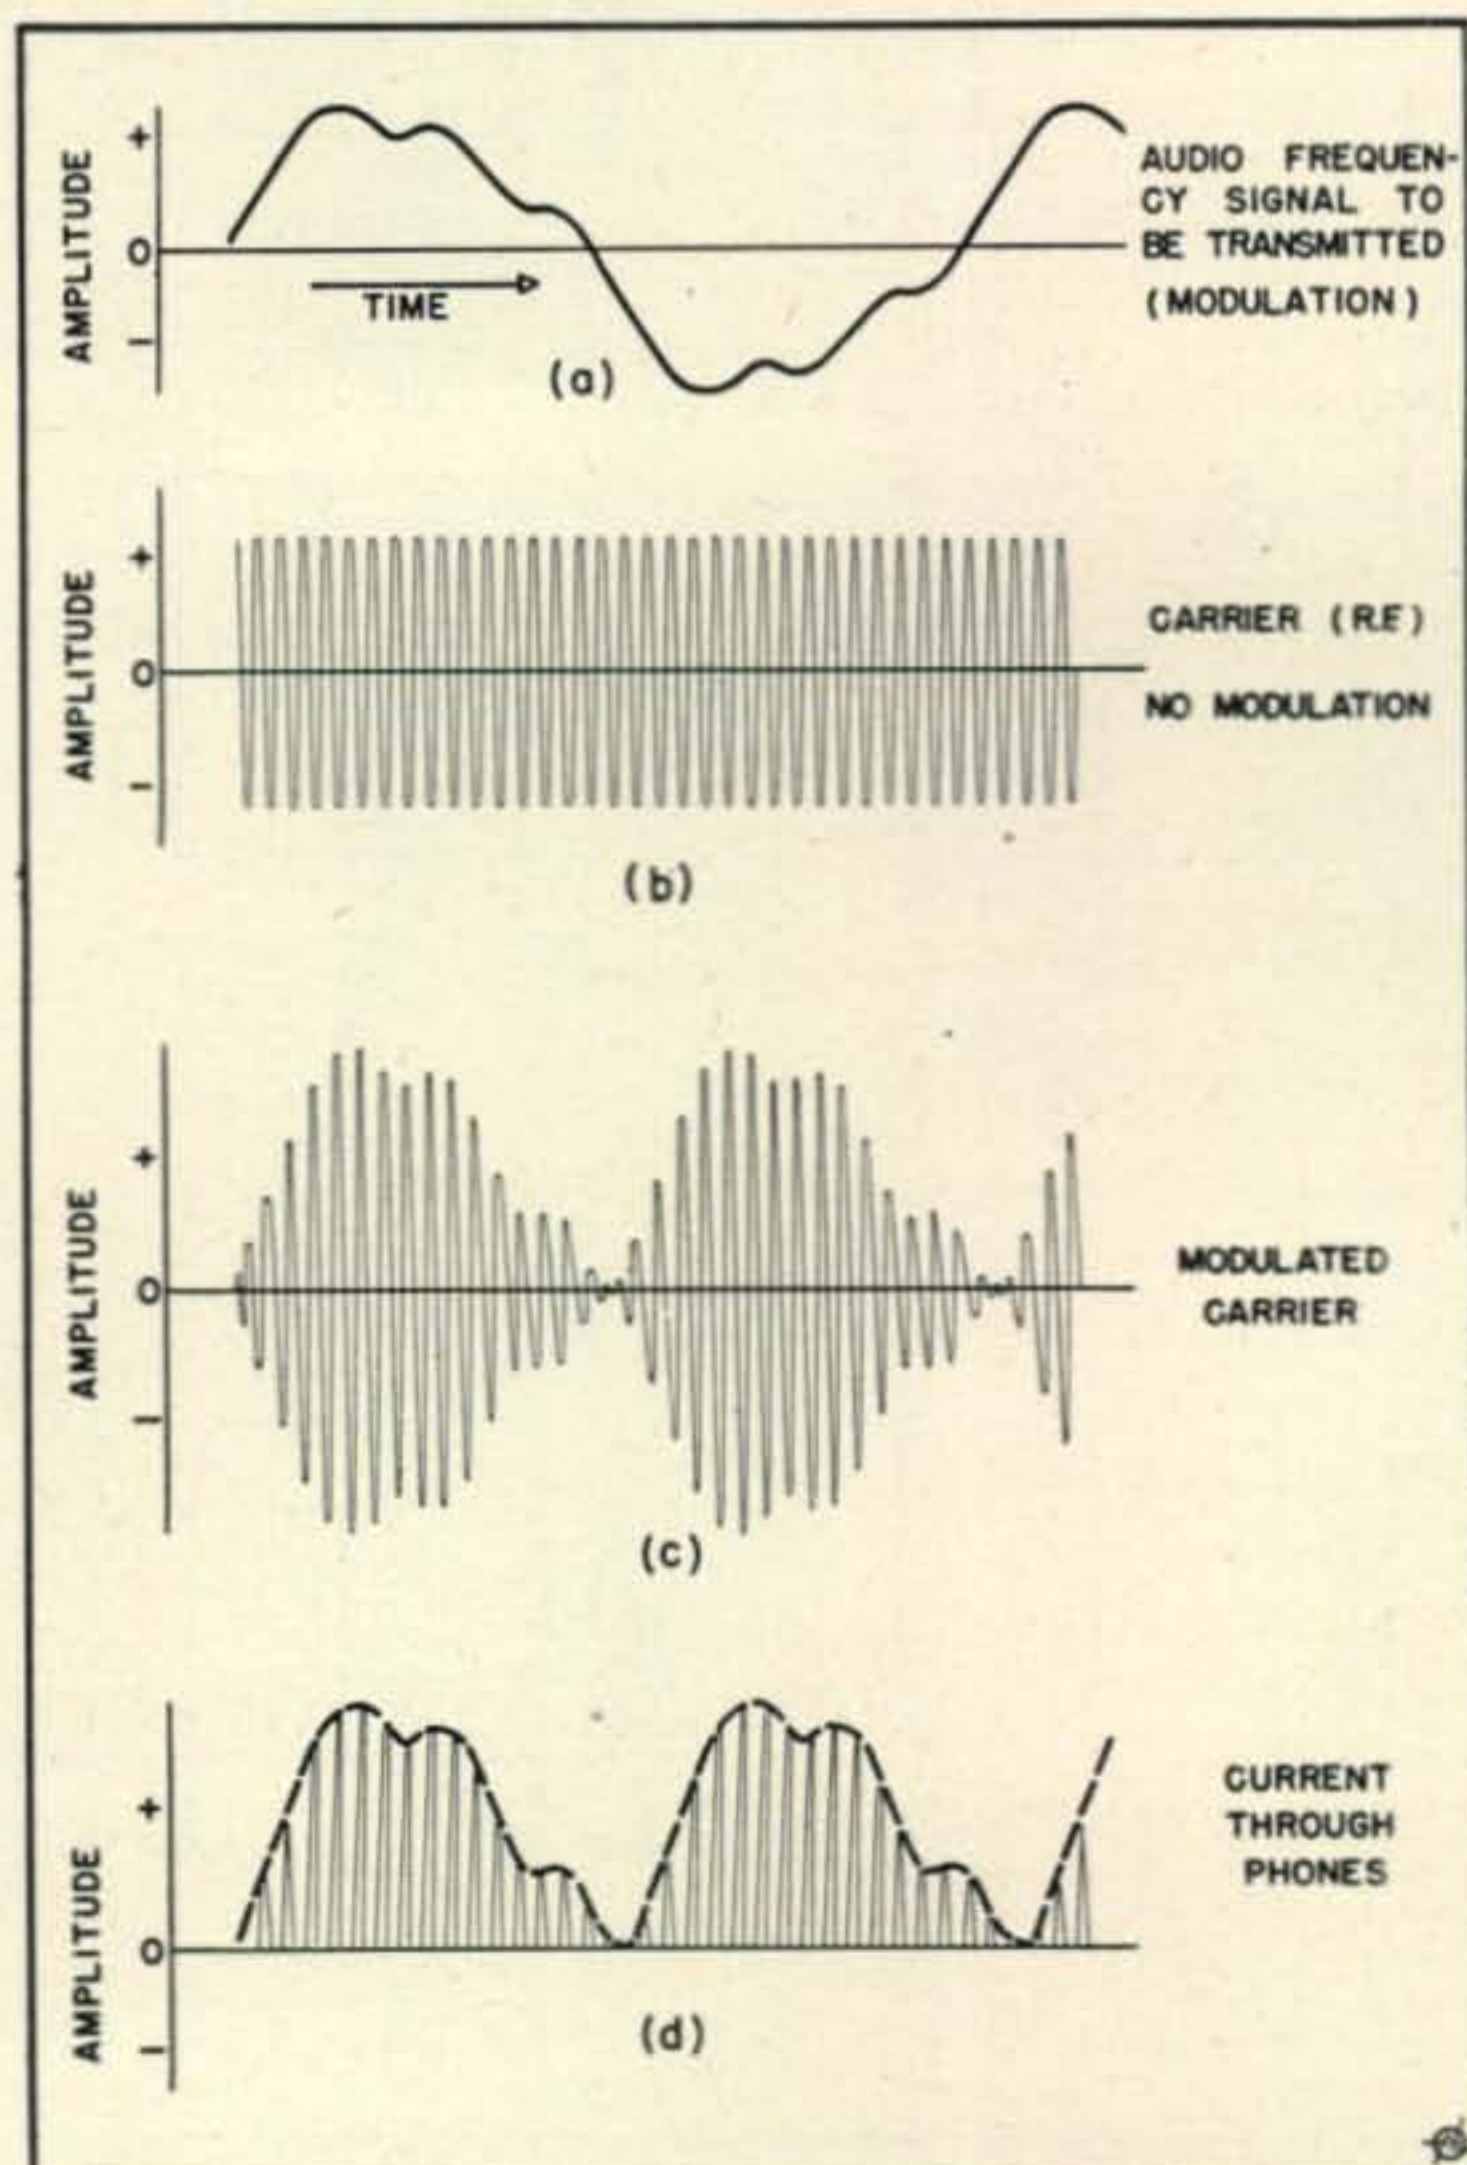 AMPLITUDE
+
0
−
TIME
(a)
AUDIO FREQUEN-
CY SIGNAL TO
BE TRANSMITTED
(MODULATION)
AMPLITUDE
+
0
−
(b)
CARRIER (R.F)
NO MODULATION
AMPLITUDE
+
0
−
(c)
MODULATED
CARRIER
AMPLITUDE
+
0
−
(d)
CURRENT
THROUGH
PHONES